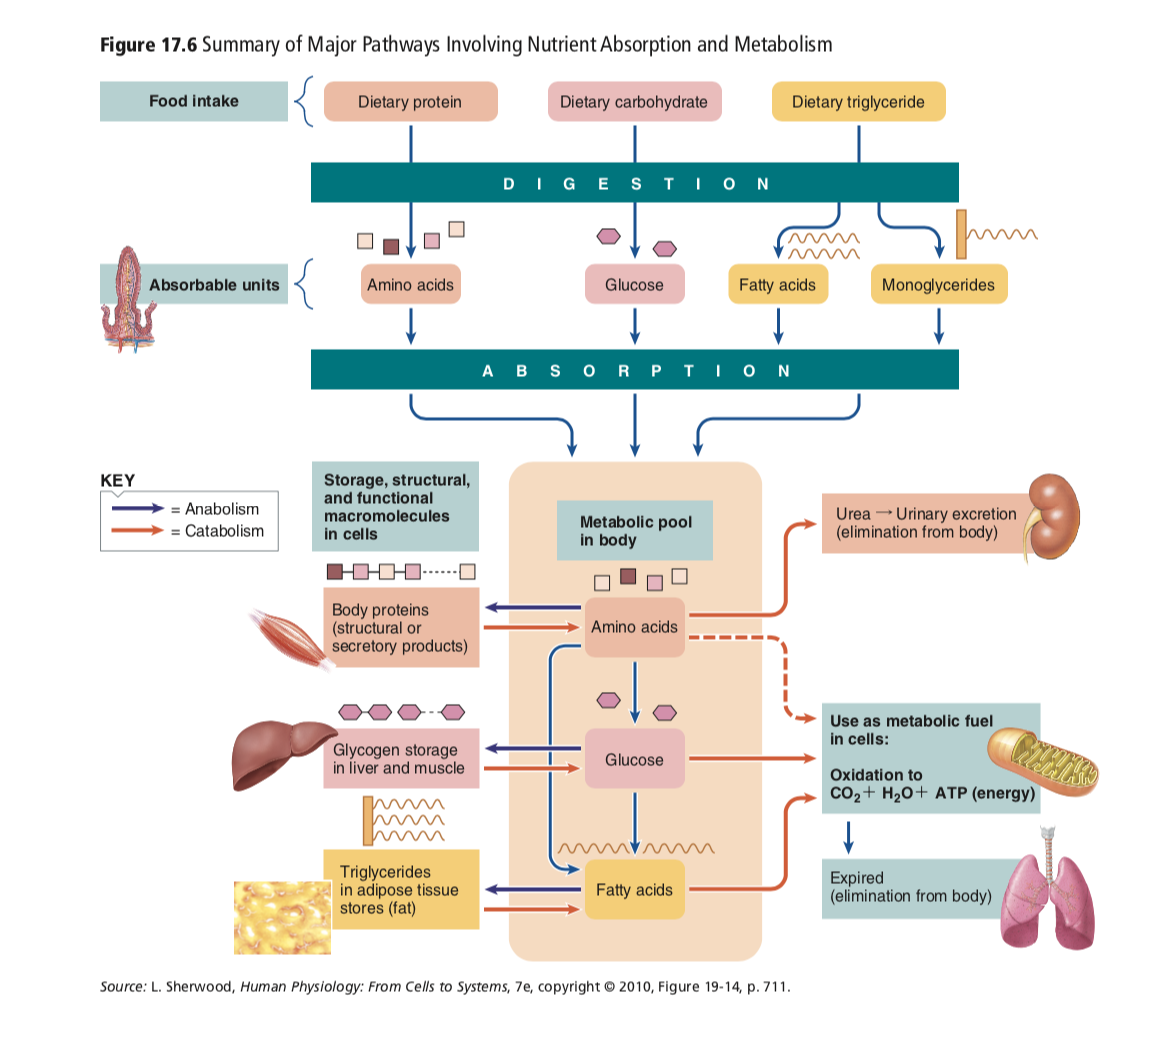 Figure 17.6 Summary of Major Pathways Involving Nutrient Absorption and Metabolism
Food intake
Dietary protein
Dietary carbohydrate
Dietary triglyceride
DIGESTION
Absorbable units
Amino acids
Glucose
Fatty acids
Monoglycerides
ABSORPTION
KEY
= Anabolism
= Catabolism
Storage, structural,
and functional
macromolecules
in cells
Metabolic pool
in body
Urea → Urinary excretion
(elimination from body)
Body proteins
(structural or
secretory products)
Amino acids
Glycogen storage
in liver and muscle
Glucose
Use as metabolic fuel
in cells:
Oxidation to
CO₂+ H₂O+ ATP (energy)
Triglycerides
in adipose tissue
stores (fat)
Fatty acids
Expired
(elimination from body)
Source: L. Sherwood, Human Physiology: From Cells to Systems, 7e, copyright © 2010, Figure 19-14, p. 711.